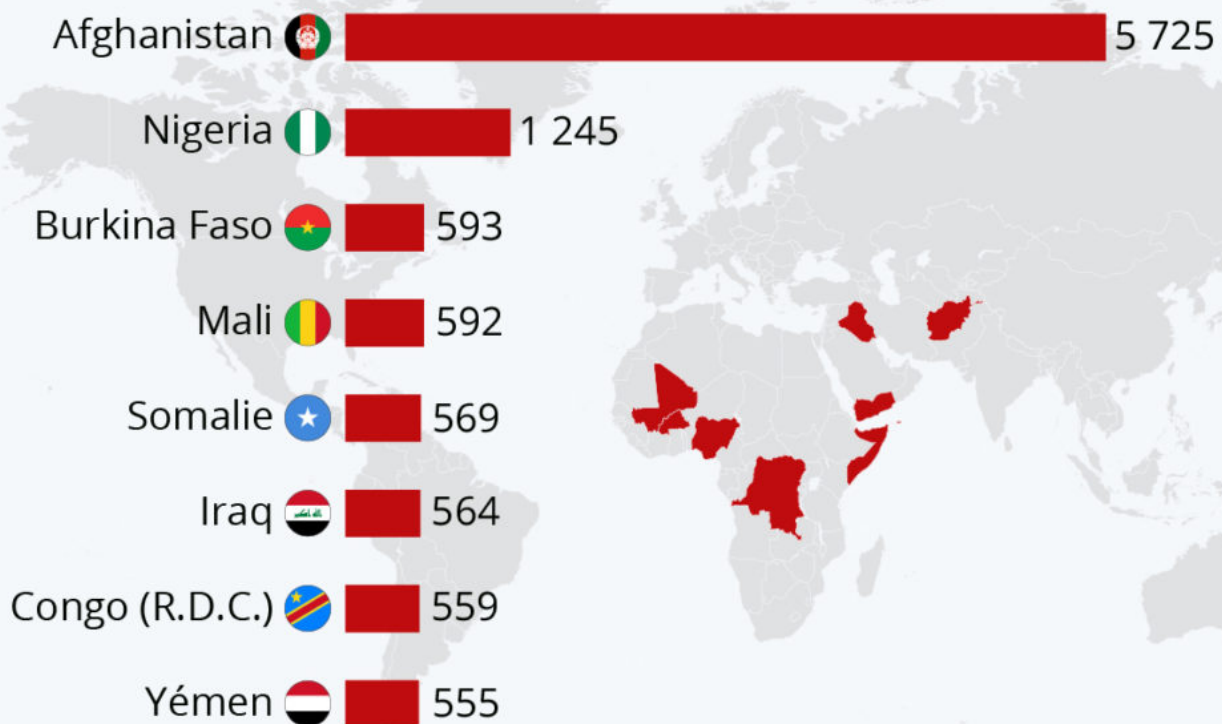 Afghanistan 5 725
Nigeria 1 245
Burkina Faso 593
Mali 592
Somalie 569
Iraq 564
Congo (R.D.C.) 559
Yémen 555